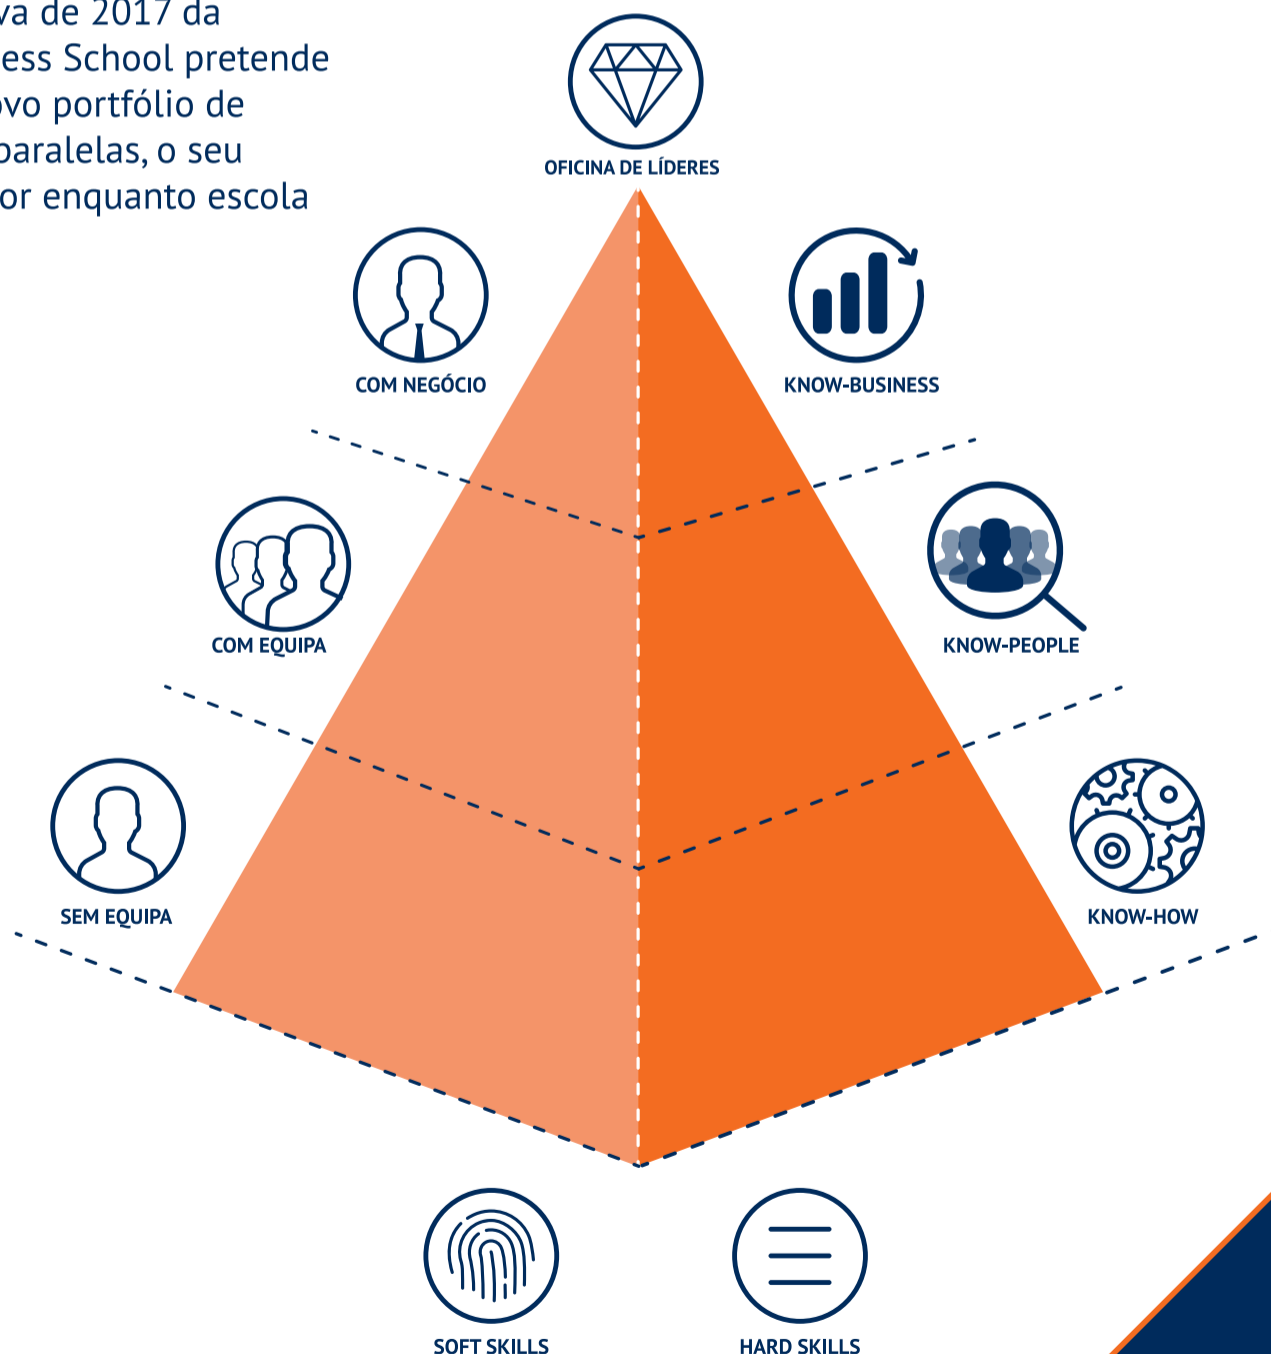 va de 2017 da
ess School pretende
ovo portfólio de
paralelas, o seu
or enquanto escola
OFICINA DE LÍDERES
COM NEGÓCIO
KNOW-BUSINESS
COM EQUIPA
KNOW-PEOPLE
SEM EQUIPA
KNOW-HOW
SOFT SKILLS
HARD SKILLS